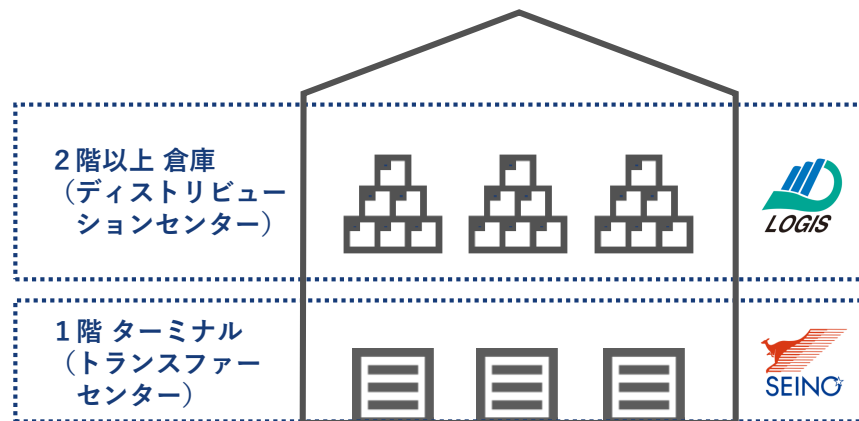 2階以上 倉庫
（ディストリビュー
ションセンター）
LOGIS
1階 ターミナル
（トランスファー
センター）
SEINO